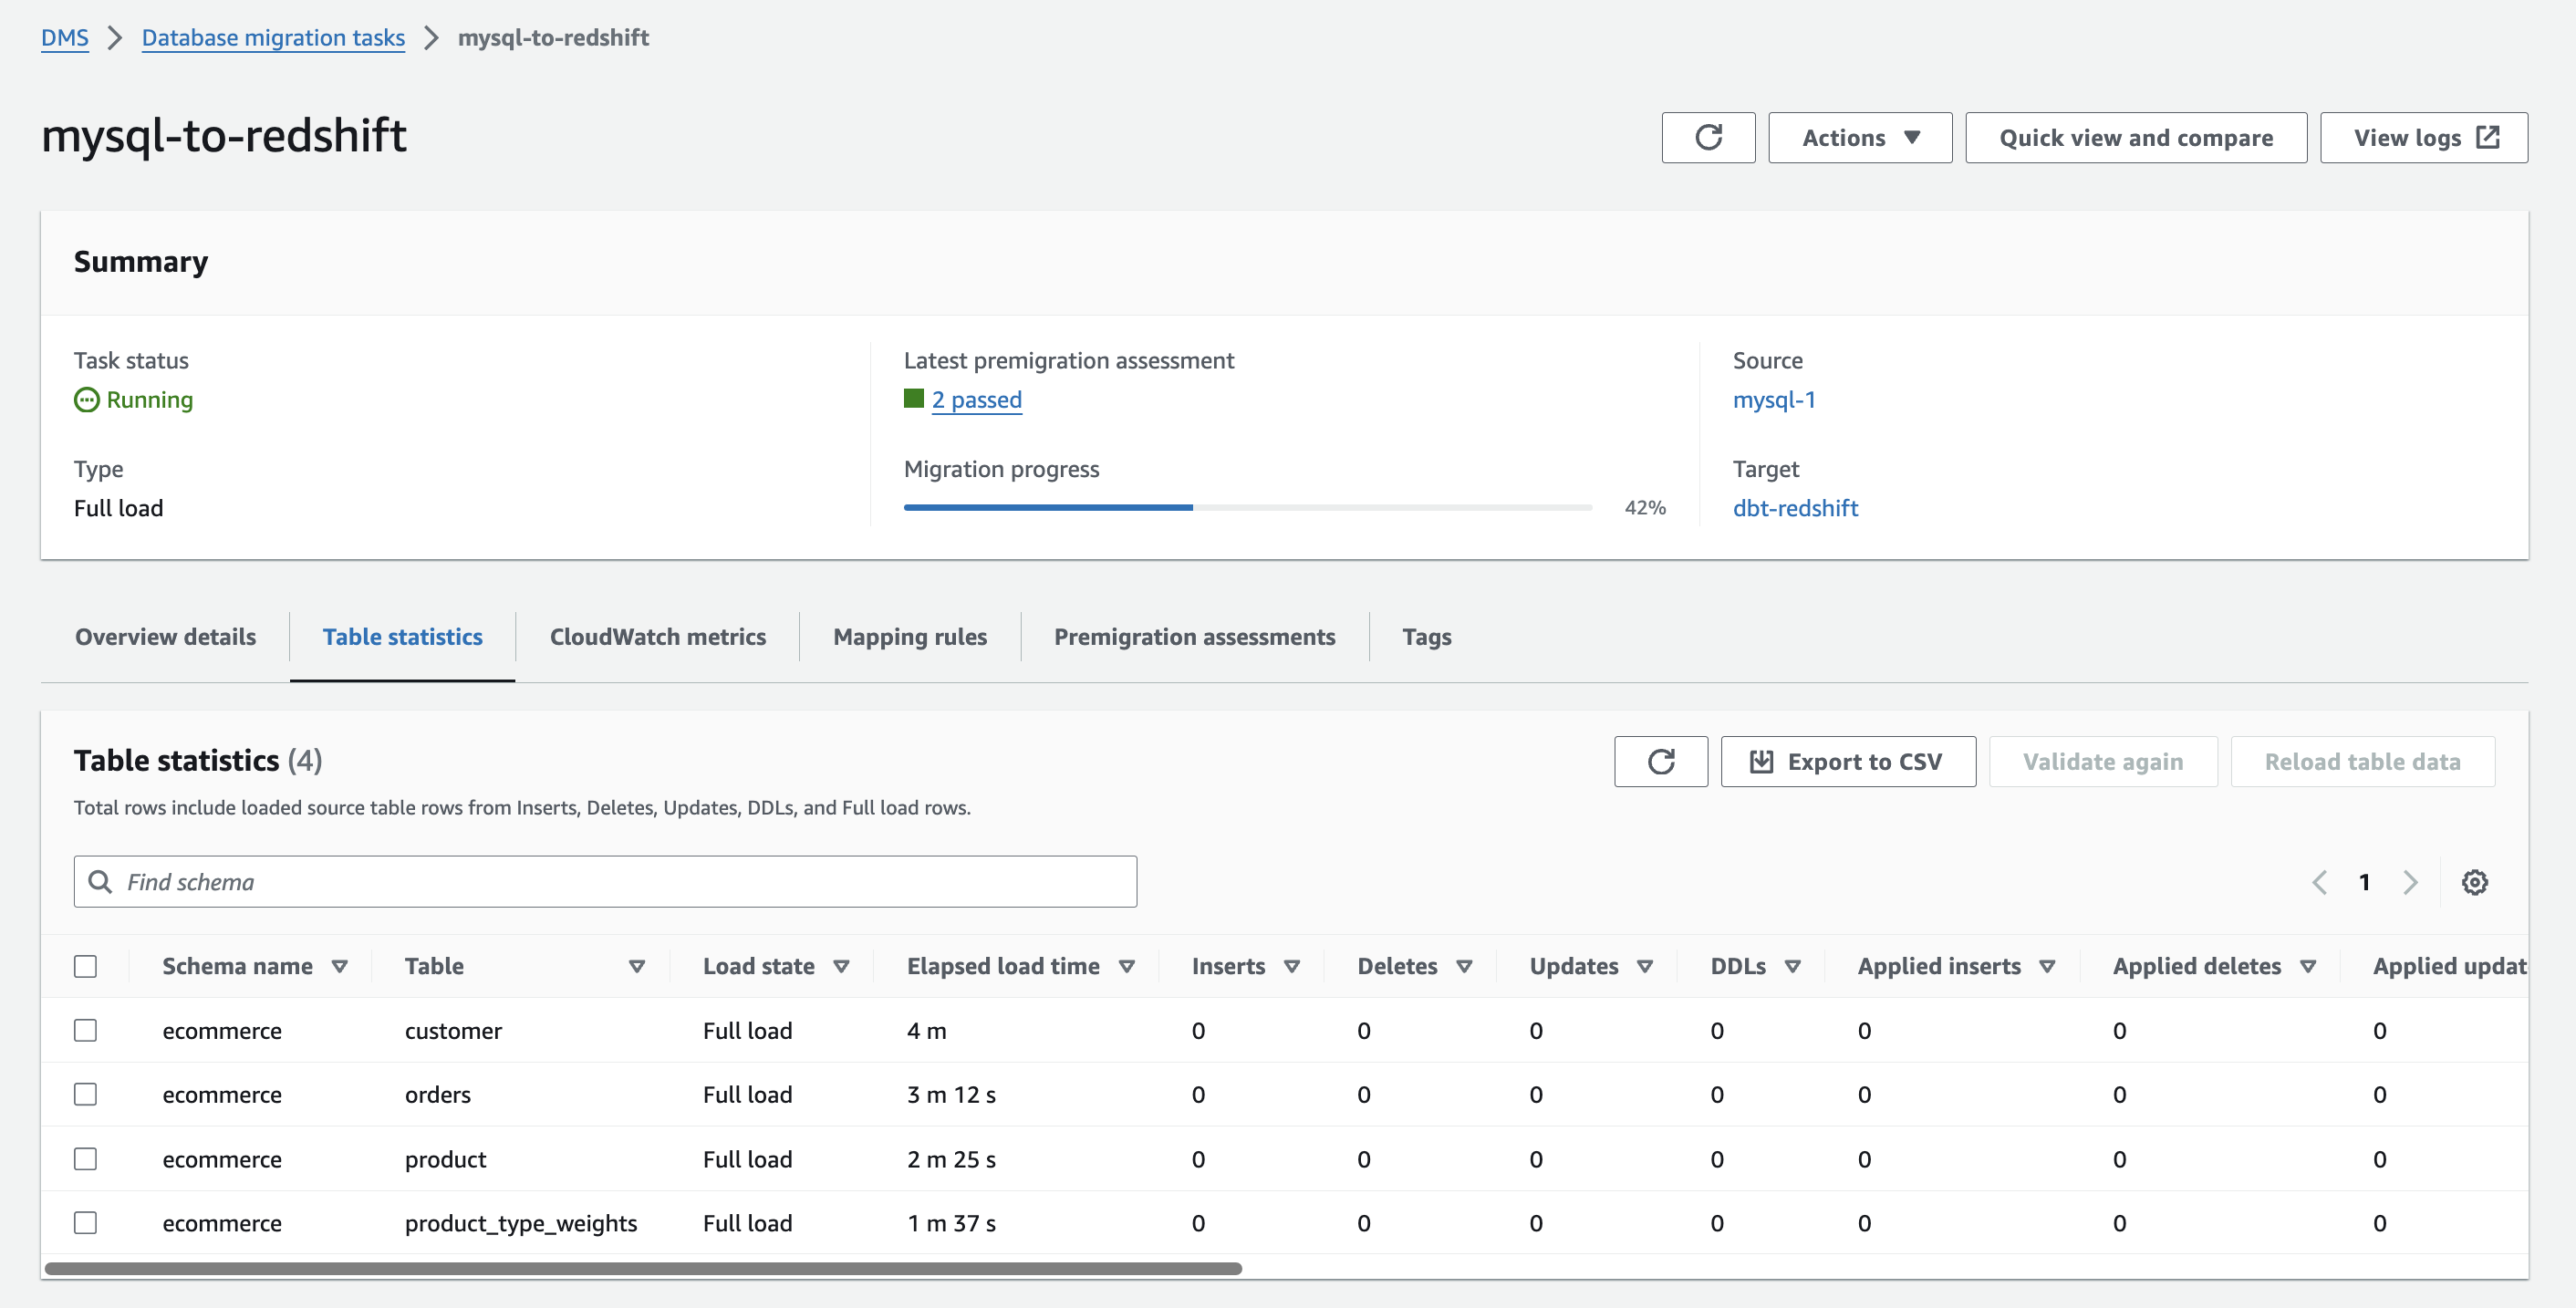 DMS > Database migration tasks > mysql-to-redshift
mysql-to-redshift
Actions
Quick view and compare
View logs
Summary
Task status
Running
Type
Full load
Latest premigration assessment
2 passed
Migration progress
42%
Source
mysql-1
Target
dbt-redshift
Overview details
Table statistics
CloudWatch metrics
Mapping rules
Premigration assessments
Tags
Table statistics (4)
Export to CSV
Validate again
Reload table data
Total rows include loaded source table rows from Inserts, Deletes, Updates, DDLs, and Full load rows.
Find schema
1
Schema name Table Load state Elapsed load time Inserts Deletes Updates DDLs Applied inserts Applied deletes Applied updat
ecommerce customer Full load 4 m 0 0 0 0 0 0 0
ecommerce orders Full load 3 m 12 s 0 0 0 0 0 0 0
ecommerce product Full load 2 m 25 s 0 0 0 0 0 0 0
ecommerce product_type_weights Full load 1 m 37 s 0 0 0 0 0 0 0